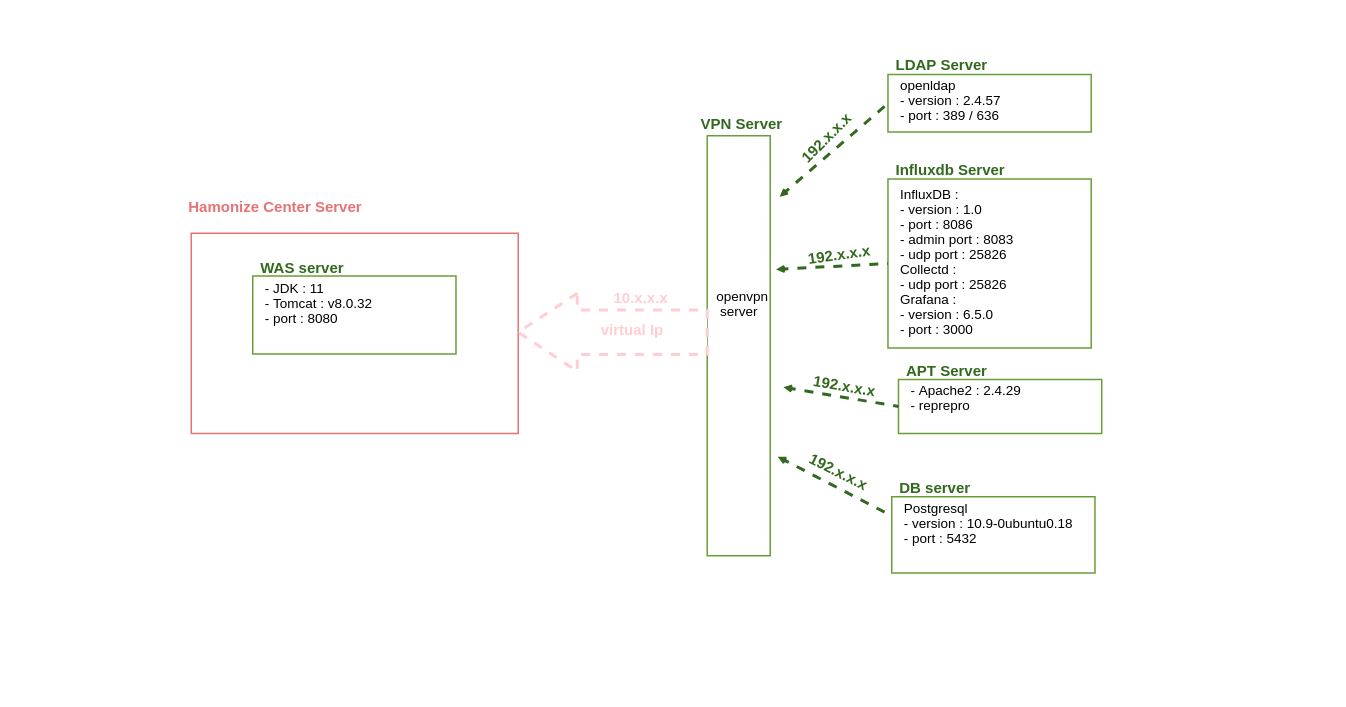 Hamonize Center Server
WAS server
- JDK : 11
- Tomcat : v8.0.32
- port : 8080
10.x.x.x
virtual Ip
VPN Server
openvpn
server
192.x.x.x
192.x.x.x
192.x.x.x
192.x.x.x
LDAP Server
openldap
- version : 2.4.57
- port : 389 / 636
Influxdb Server
InfluxDB :
- version : 1.0
- port : 8086
- admin port : 8083
- udp port : 25826
Collectd :
- udp port : 25826
Grafana :
- version : 6.5.0
- port : 3000
APT Server
- Apache2 : 2.4.29
- reprepro
DB server
Postgresql
- version : 10.9-0ubuntu0.18
- port : 5432